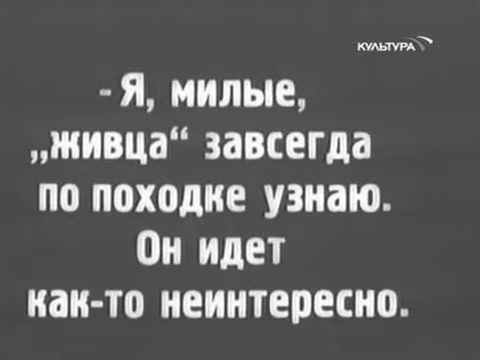 КУЛЬТУРА
- Я, милые,
„живца“ завсегда
по походке узнаю.
Он идет
как-то неинтересно.